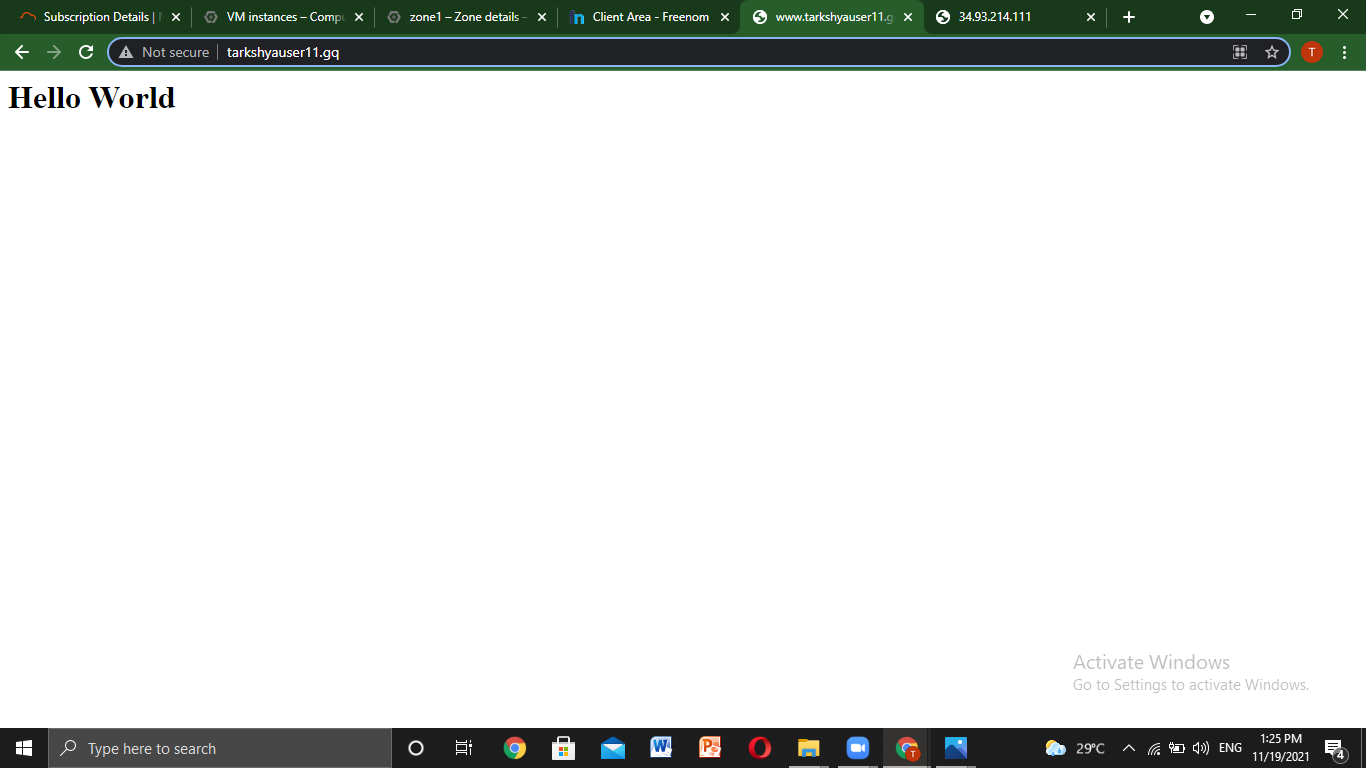 Subscription Details | VM instances – Compu zone1 – Zone details – Client Area - Freenom www.tarkshyauser11.g 34.93.214.111
Not secure tarkshyauser11.gq T
Hello World
Activate Windows
Go to Settings to activate Windows.
Type here to search 29°C ENG 1:25 PM
11/19/2021 4